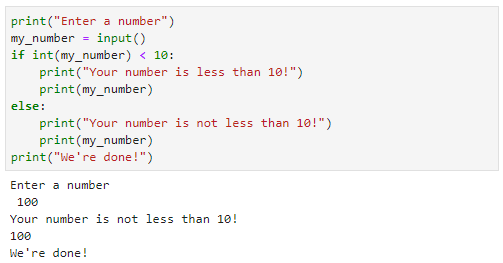 print("Enter a number")
my_number = input()
if int(my_number) < 10:
    print("Your number is less than 10!")
    print(my_number)
else:
    print("Your number is not less than 10!")
    print(my_number)
print("We're done!")
Enter a number
 100
Your number is not less than 10!
100
We're done!